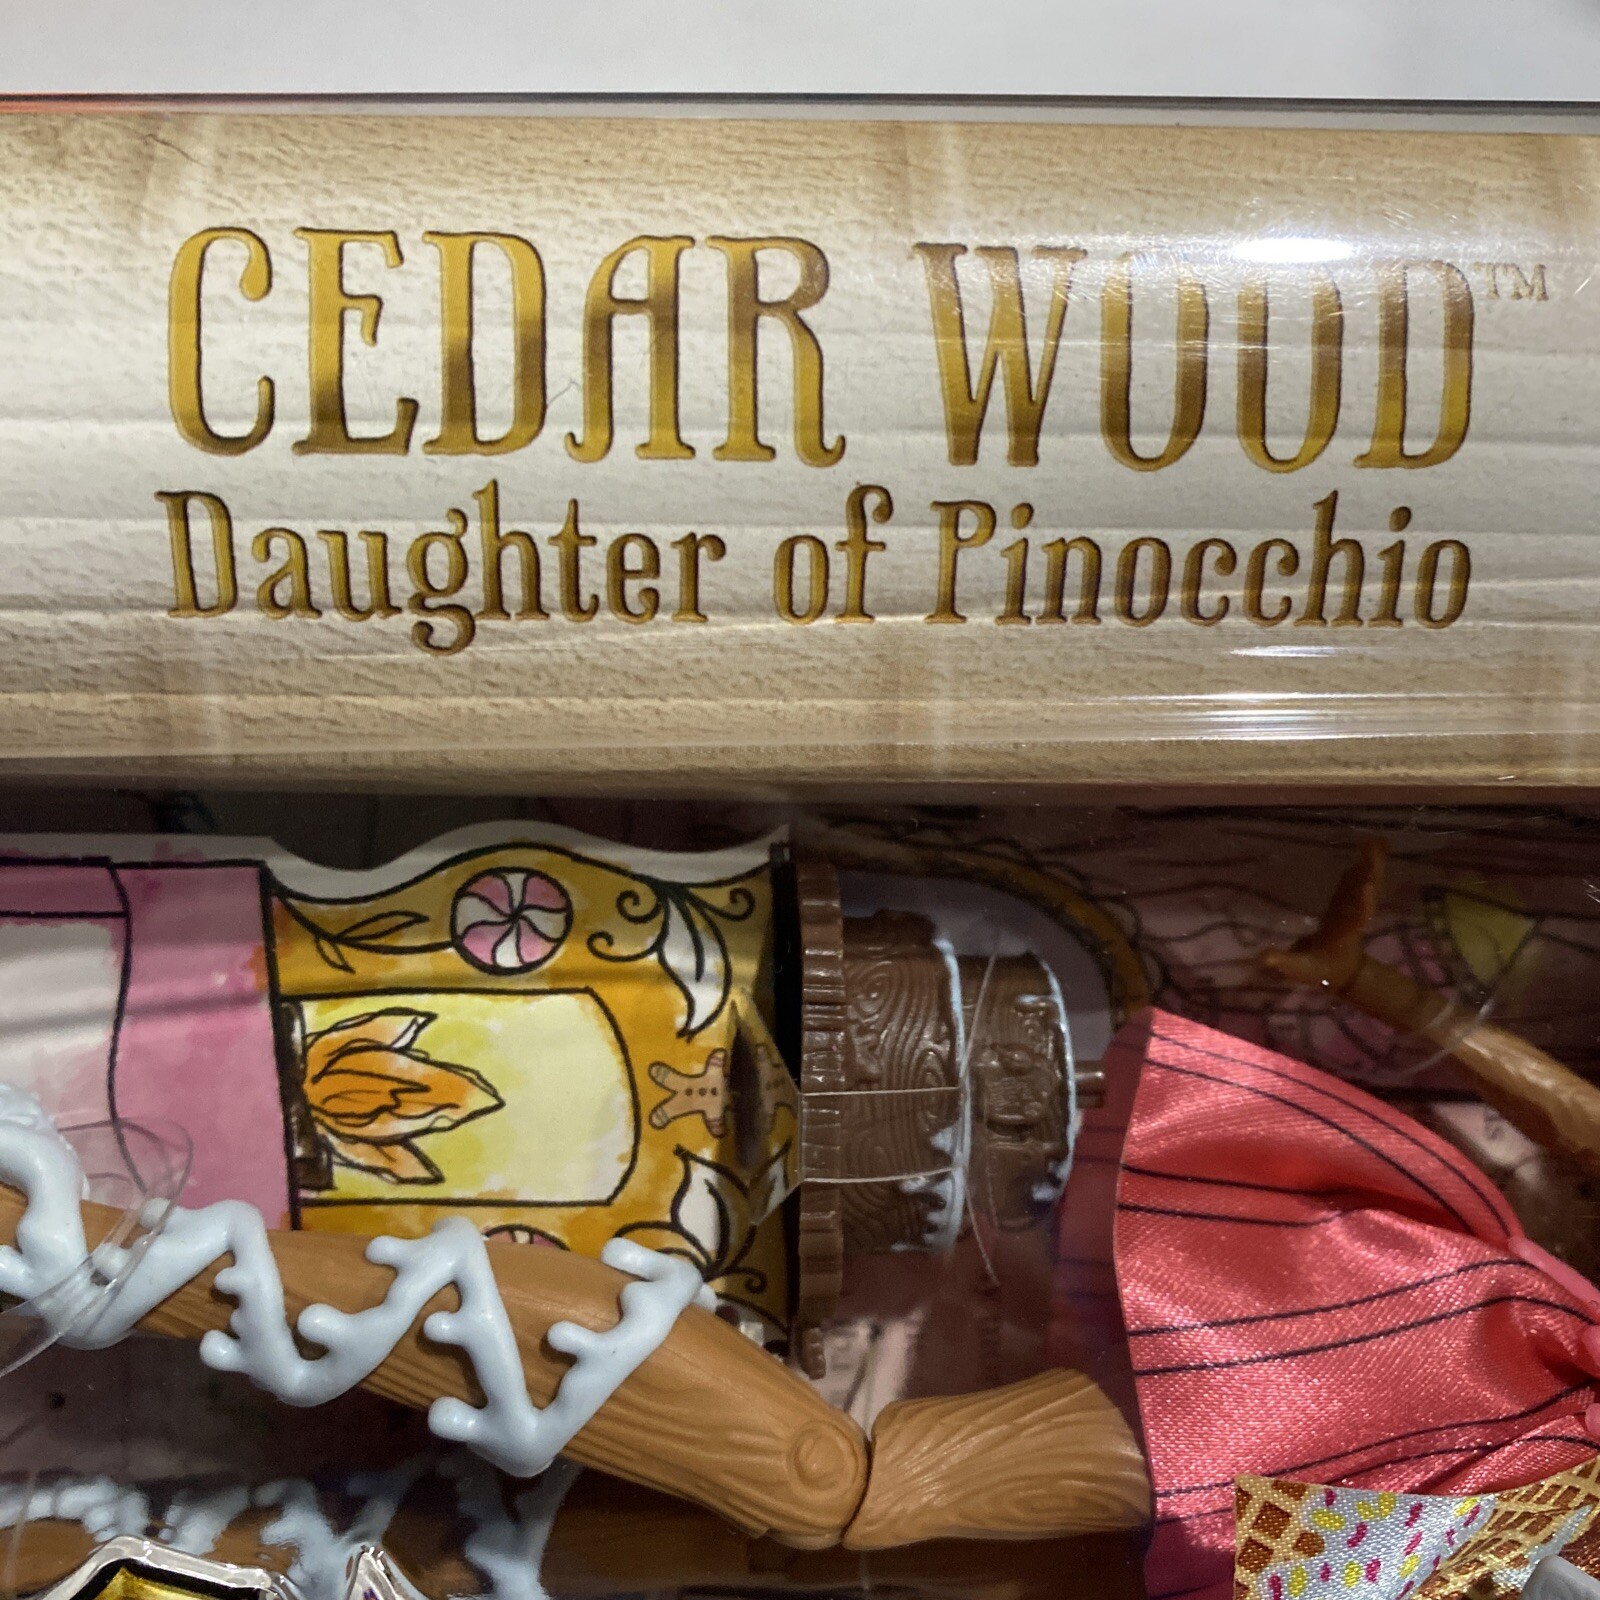 CEDAR WOOD™
Daughter of Pinocchio